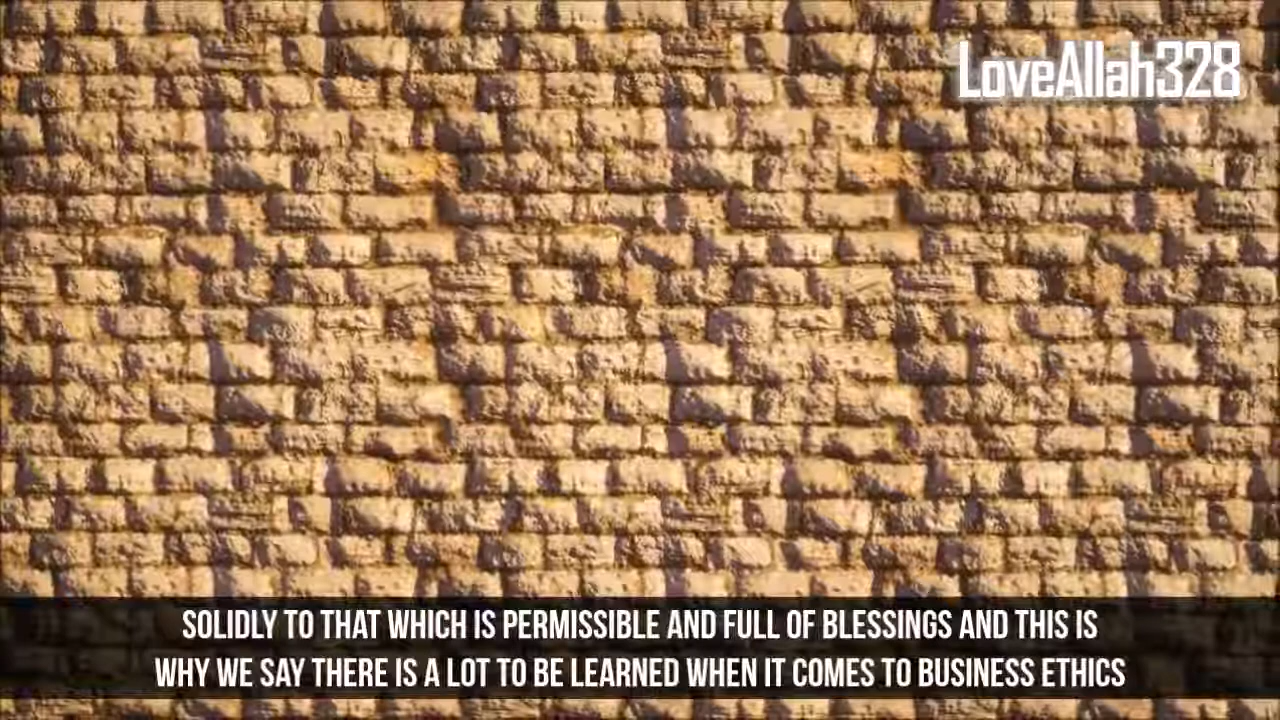 LoveAllah328
SOLIDLY TO THAT WHICH IS PERMISSIBLE AND FULL OF BLESSINGS AND THIS IS
WHY WE SAY THERE IS A LOT TO BE LEARNED WHEN IT COMES TO BUSINESS ETHICS